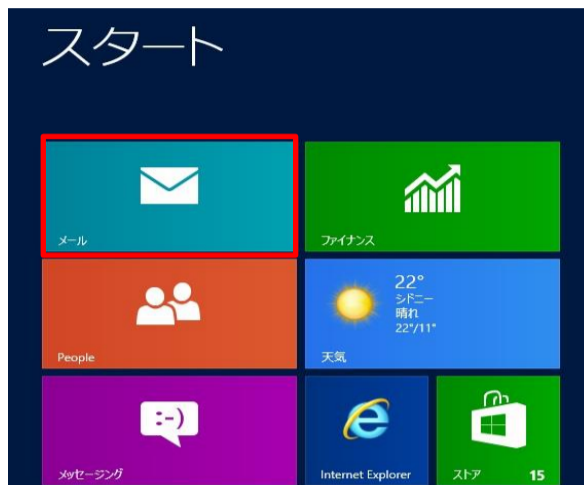 スタート
メール
ファイナンス
People
22°
シドニー
晴れ
22°/11°
天気
:-)
メッセージング
Internet Explorer
ストア
15